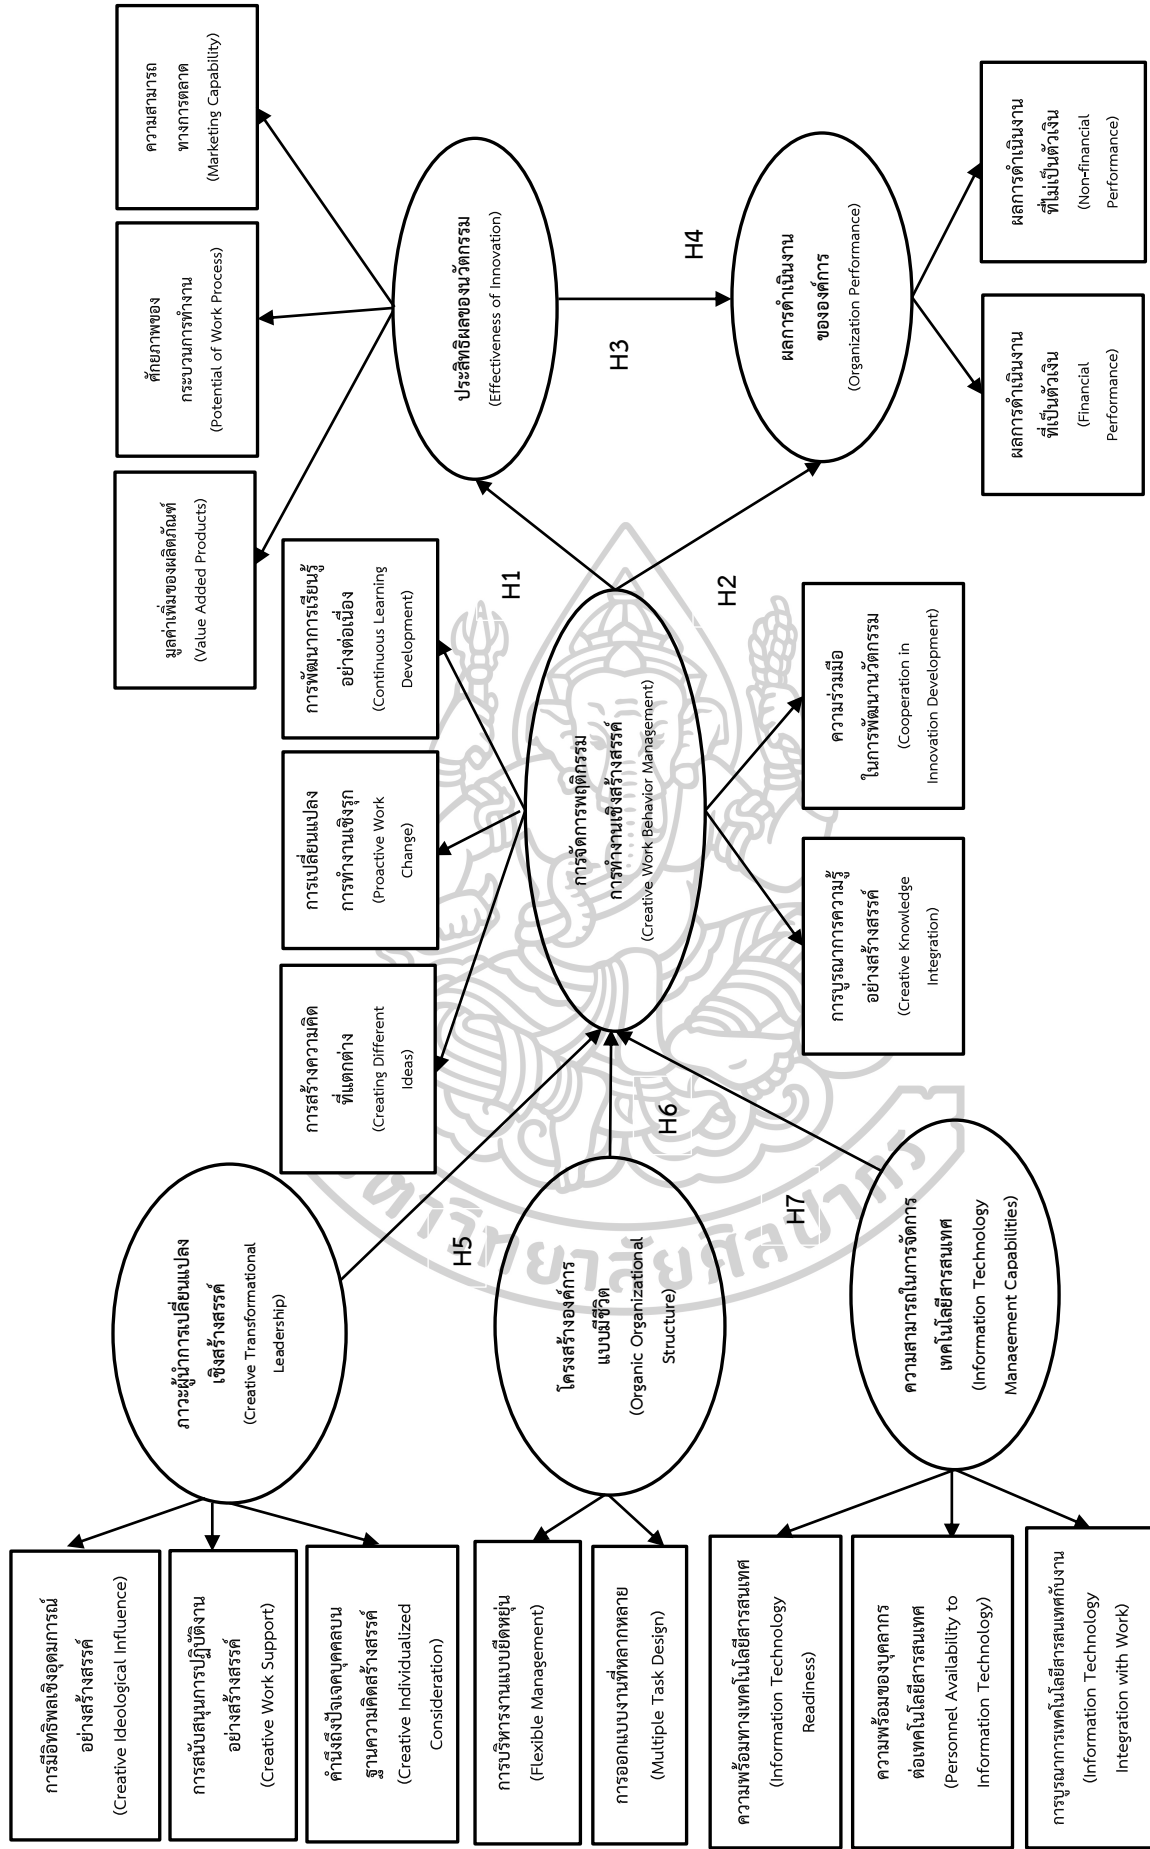 การมีอิทธิพลเชิงอุดมการณ์
อย่างสร้างสรรค์
(Creative Ideological Influence)
การสนับสนุนการปฏิบัติงาน
อย่างสร้างสรรค์
(Creative Work Support)
คำนึงถึงปัจเจกบุคคลบน
ฐานความคิดสร้างสรรค์
(Creative Individualized
Consideration)
การบริหารงานแบบยืดหยุ่น
(Flexible Management)
การออกแบบงานที่หลากหลาย
(Multiple Task Design)
ความพร้อมทางเทคโนโลยีสารสนเทศ
(Information Technology
Readiness)
ความพร้อมของบุคลากร
ต่อเทคโนโลยีสารสนเทศ
(Personnel Availability to
Information Technology)
การบูรณาการเทคโนโลยีสารสนเทศกับงาน
(Information Technology
Integration with Work)
ภาวะผู้นำการเปลี่ยนแปลง
เชิงสร้างสรรค์
(Creative Transformational
Leadership)
โครงสร้างองค์การ
แบบมีชีวิต
(Organic Organizational
Structure)
ความสามารถในการจัดการ
เทคโนโลยีสารสนเทศ
(Information Technology
Management Capabilities)
H5
H6
H7
การสร้างความคิด
ที่แตกต่าง
(Creating Different
Ideas)
การเปลี่ยนแปลง
การทำงานเชิงรุก
(Proactive Work
Change)
การพัฒนาการเรียนรู้
อย่างต่อเนื่อง
(Continuous Learning
Development)
การจัดการพฤติกรรม
การทำงานเชิงสร้างสรรค์
(Creative Work Behavior Management)
การบูรณาการความรู้
อย่างสร้างสรรค์
(Creative Knowledge
Integration)
ความร่วมมือ
ในการพัฒนานวัตกรรม
(Cooperation in
Innovation Development)
H1
H2
มูลค่าเพิ่มของผลิตภัณฑ์
(Value Added Products)
ศักยภาพของ
กระบวนการทำงาน
(Potential of Work Process)
ความสามารถ
ทางการตลาด
(Marketing Capability)
ประสิทธิผลของนวัตกรรม
(Effectiveness of Innovation)
H3
H4
ผลการดำเนินงาน
ขององค์การ
(Organization Performance)
ผลการดำเนินงาน
ที่เป็นตัวเงิน
(Financial
Performance)
ผลการดำเนินงาน
ที่ไม่เป็นตัวเงิน
(Non-financial
Performance)
วิทยาลัยศิลปากร